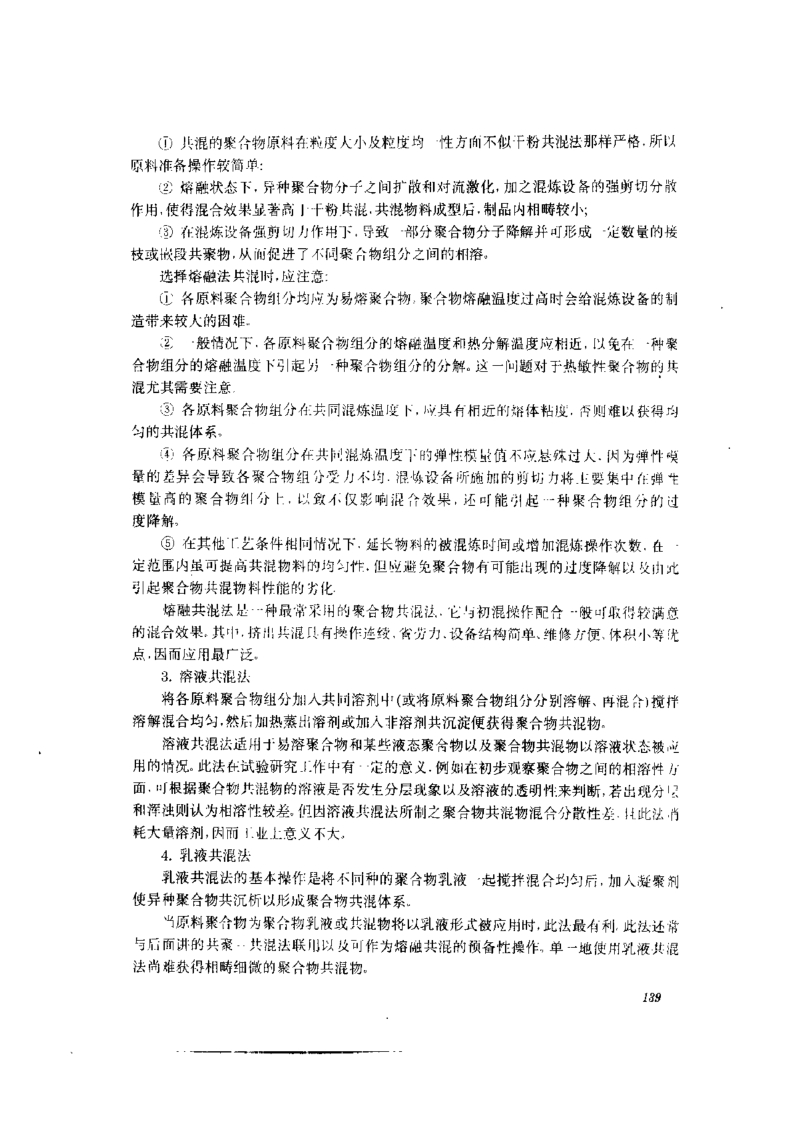 ① 共混的聚合物原料在粒度大小及粒度均一性方面不似干粉共混法那样严格,所以
原料准备操作较简单;
② 熔融状态下,异种聚合物分子之间扩散和对流激化,加之混炼设备的强剪切分散
作用,使得混合效果显著高于干粉共混,共混物料成型后,制品内相畴较小;
③ 在混炼设备强剪切力作用下,导致一部分聚合物分子降解并可形成一定数量的接
枝或嵌段共聚物,从而促进了不同聚合物组分之间的相溶。
选择熔融法共混时,应注意:
① 各原料聚合物组分均应为易熔聚合物,聚合物熔融温度过高时会给混炼设备的制
造带来较大的困难。
② 一般情况下,各原料聚合物组分的熔融温度和热分解温度应相近,以免在一种聚
合物组分的熔融温度下引起另一种聚合物组分的分解。这一问题对于热敏性聚合物的共
混尤其需要注意.
③ 各原料聚合物组分在共同混炼温度下,应具有相近的熔体粘度,否则难以获得均
匀的共混体系。
④ 各原料聚合物组分在共同混炼温度下的弹性模量值不应悬殊过大,因为弹性模
量的差异会导致各聚合物组分受力不均,混炼设备所施加的剪切力将主要集中在弹性
模量高的聚合物组分上,以致不仅影响混合效果,还可能引起一种聚合物组分的过
度降解。
⑤ 在其他工艺条件相同情况下,延长物料的被混炼时间或增加混炼操作次数,在一
定范围内虽可提高共混物料的均匀性,但应避免聚合物有可能出现的过度降解以及由此
引起聚合物共混物料性能的劣化.
熔融共混法是一种最常采用的聚合物共混法,它与初混操作配合一般可取得较满意
的混合效果。其中,挤出共混具有操作连续、省劳力、设备结构简单、维修方便、体积小等优
点,因而应用最广泛。
3. 溶液共混法
将各原料聚合物组分加入共同溶剂中(或将原料聚合物组分分别溶解、再混合)搅拌
溶解混合均匀,然后加热蒸出溶剂或加入非溶剂共沉淀便获得聚合物共混物。
溶液共混法适用于易溶聚合物和某些液态聚合物以及聚合物共混物以溶液状态被应
用的情况。此法在试验研究工作中有一定的意义,例如在初步观察聚合物之间的相溶性方
面,可根据聚合物共混物的溶液是否发生分层现象以及溶液的透明性来判断,若出现分层
和浑浊则认为相溶性较差。但因溶液共混法所制之聚合物共混物混合分散性差,且此法消
耗大量溶剂,因而工业上意义不大。
4. 乳液共混法
乳液共混法的基本操作是将不同种的聚合物乳液一起搅拌混合均匀后,加入凝聚剂
使异种聚合物共沉析以形成聚合物共混体系。
当原料聚合物为聚合物乳液或共混物将以乳液形式被应用时,此法最有利,此法还常
与后面讲的共聚--共混法联用以及可作为熔融共混的预备性操作。单一地使用乳液共混
法尚难获得相畴细微的聚合物共混物。
139